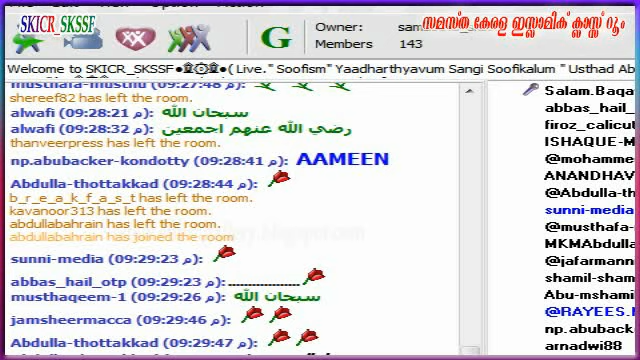 SKICR_SKSSF
സമസ്ത കേരള ഇസ്ലാമിക് ക്ലാസ്സ് റൂം
Owner:
Members 143
Welcome to SKICR_SKSSF ( Live." Soofism" Yaadharthyavum Sangi Soofikalum " Usthad Ab
musthafa-musthu (09:27:48 م):
shereef82 has left the room.
alwafi (09:28:21 م): سبحان الله
alwafi (09:28:32 م): رضي الله عنهم اجمعين
thanveerpress has left the room.
np.abubacker-kondotty (09:28:41 م): AAMEEN
Abdulla-thottakkad (09:28:44 م):
b_r_e_a_k_f_a_s_t has left the room.
kavanoor313 has left the room.
abdullabahrain has left the room.
abdullabahrain has joined the room
sunni-media (09:29:23 م):
abbas_hail_otp (09:29:23 م): ..................
musthaqeem-1 (09:29:26 م): سبحان الله
jamsheermacca (09:29:46 م):
Abdulla-thottakkad (09:29:47 م):
Salam.Baqa
abbas_hail_
firoz_calicut
ISHAQUE-M
@mohamme
ANANDHAV
@Abdulla-th
sunni-media
@musthafa-
MKMAbdulla
@jafarmann
shamil-sham
Abu-mshami
@RAYEES.M
np.abubacke
arnadwi88